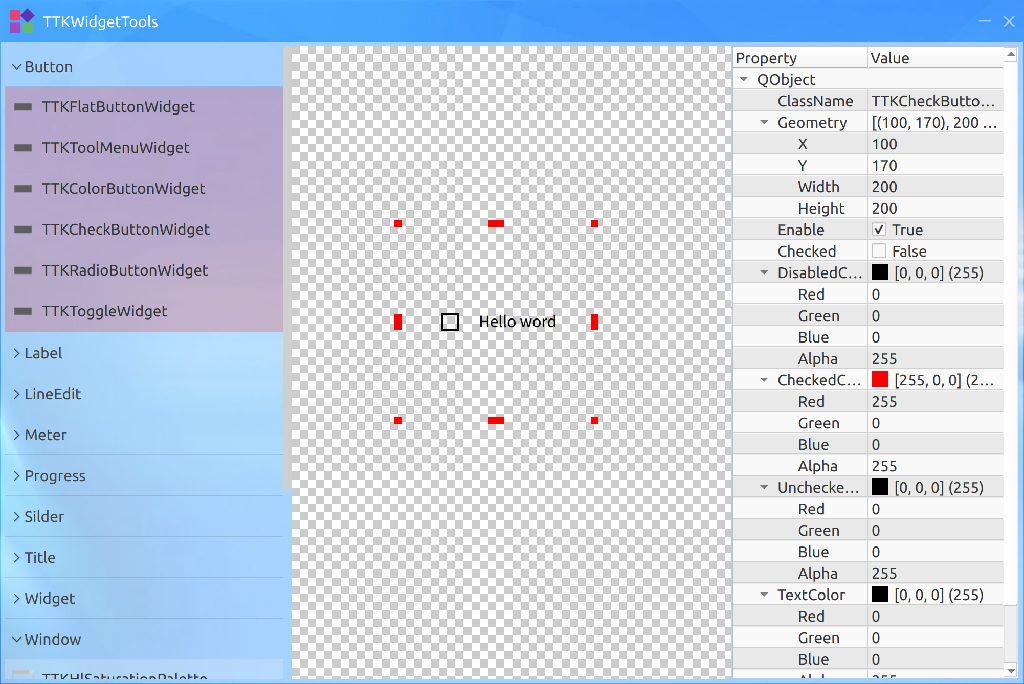 TTKWidgetTools
Button
TTKFlatButtonWidget
TTKToolMenuWidget
TTKColorButtonWidget
TTKCheckButtonWidget
TTKRadioButtonWidget
TTKToggleWidget
Label
LineEdit
Meter
Progress
Silder
Title
Widget
Window
Hello word
Property Value
QObject
ClassName TTKCheckButto...
Geometry [(100, 170), 200 ...
X 100
Y 170
Width 200
Height 200
Enable True
Checked False
DisabledC... [0, 0, 0] (255)
Red 0
Green 0
Blue 0
Alpha 255
CheckedC... [255, 0, 0] (2...
Red 255
Green 0
Blue 0
Alpha 255
Unchecke... [0, 0, 0] (255)
Red 0
Green 0
Blue 0
Alpha 255
TextColor [0, 0, 0] (255)
Red 0
Green 0
Blue 0